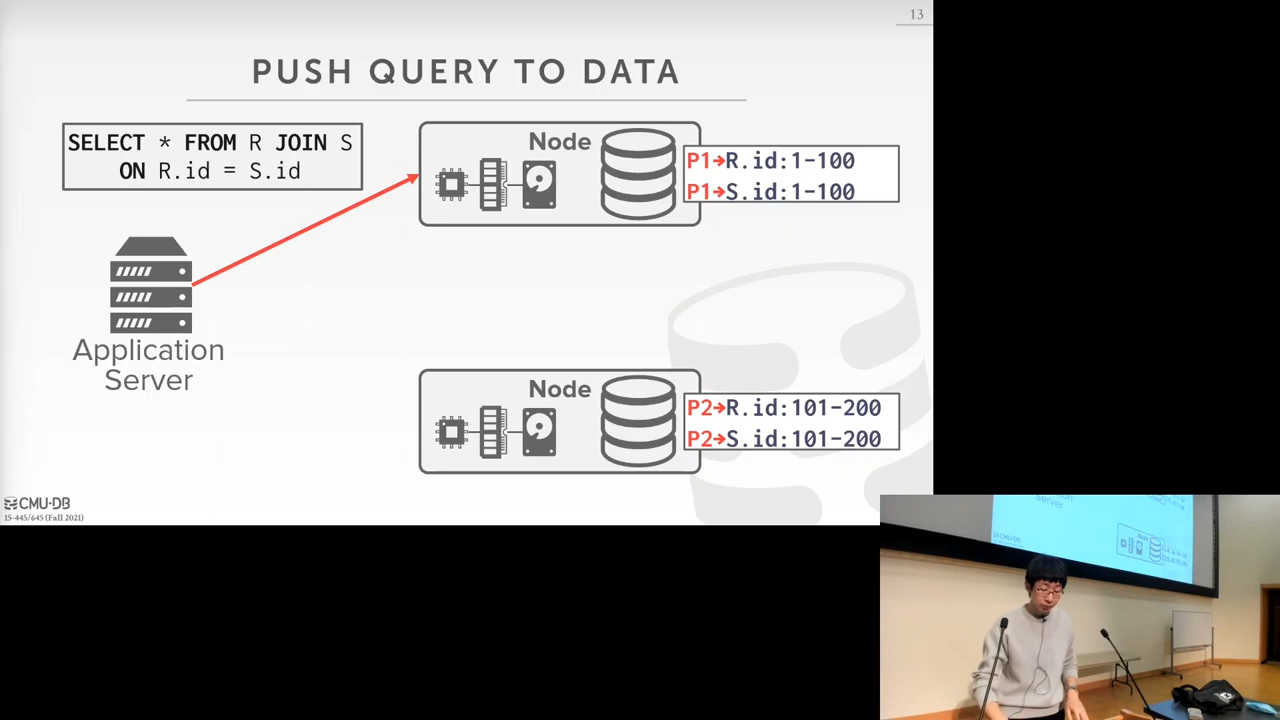 13
PUSH QUERY TO DATA
SELECT * FROM R JOIN S
ON R.id = S.id
Node
P1→R.id:1-100
P1→S.id:1-100
Application
Server
Node
P2→R.id:101-200
P2→S.id:101-200
CMU·DB
15-445/645 (Fall 2021)
Server